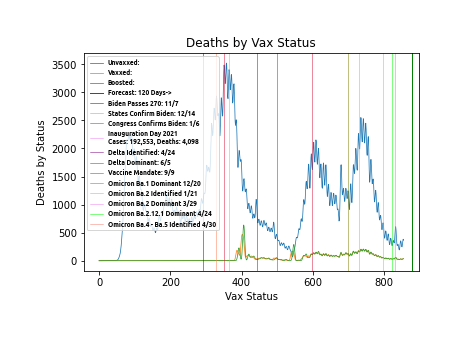 Deaths by Vax Status
Deaths by Status
3500
3000
2500
2000
1500
1000
500
0
Unvaxxed:
Vaxxed:
Boosted:
Forecast: 120 Days->
Biden Passes 270: 11/7
States Confirm Biden: 12/14
Congress Confirms Biden: 1/6
Inauguration Day 2021
Cases: 192,553, Deaths: 4,098
Delta Identified: 4/24
Delta Dominant: 6/5
Vaccine Mandate: 9/9
Omicron Ba.1 Dominant 12/20
Omicron Ba.2 Identified 1/21
Omicron Ba.2 Dominant 3/29
Omicron Ba.2.12.1 Dominant 4/24
Omicron Ba.4 - Ba.5 Identified 4/30
0 200 400 600 800
Vax Status